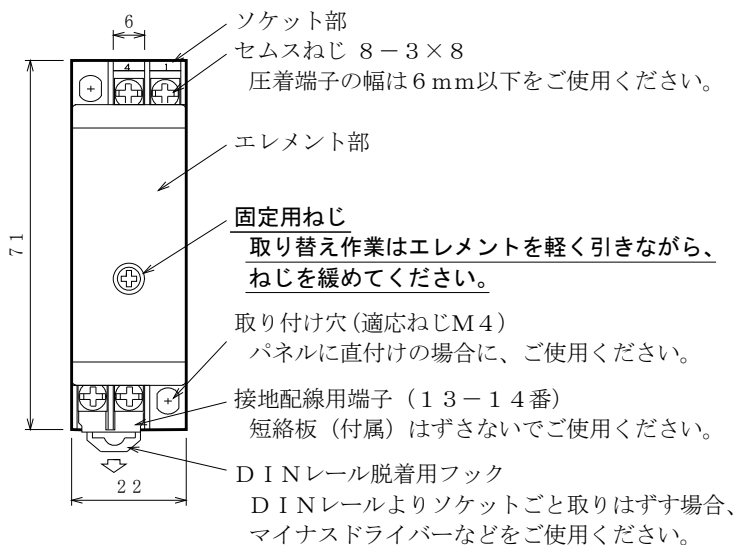 6
ソケット部
セムスねじ 8－3×8
圧着端子の幅は6mm以下をご使用ください。
4 1
エレメント部
71
固定用ねじ
取り替え作業はエレメントを軽く引きながら、
ねじを緩めてください。
取り付け穴(適応ねじM4)
パネルに直付けの場合に、ご使用ください。
接地配線用端子（13－14番）
短絡板（付属）はずさないでご使用ください。
22
DINレール脱着用フック
DINレールよりソケットごと取りはずす場合、
マイナスドライバーなどをご使用ください。